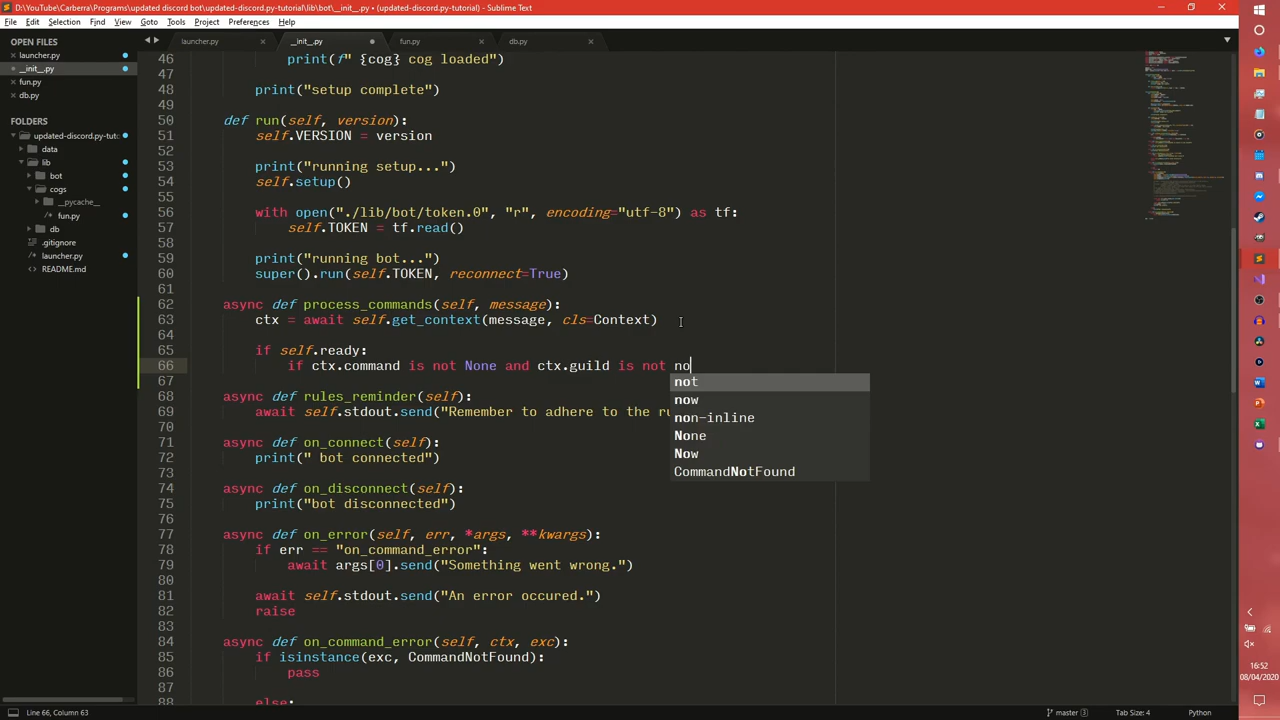 D:\YouTube\Carberra\Programs\updated discord bot\updated-discord.py-tutorial\lib\bot\__init__.py • (updated-discord.py-tutorial) - Sublime Text
File Edit Selection Find View Goto Tools Project Preferences Help
OPEN FILES
launcher.py
__init__.py
fun.py
db.py
FOLDERS
updated-discord.py-tut:
data
lib
bot
cogs
__pycache__
fun.py
db
.gitignore
launcher.py
README.md
launcher.py __init__.py fun.py db.py
46 print(f" {cog} cog loaded")
47
48 print("setup complete")
49
50 def run(self, version):
51 self.VERSION = version
52
53 print("running setup...")
54 self.setup()
55
56 with open("./lib/bot/token.0", "r", encoding="utf-8") as tf:
57 self.TOKEN = tf.read()
58
59 print("running bot...")
60 super().run(self.TOKEN, reconnect=True)
61
62 async def process_commands(self, message):
63 ctx = await self.get_context(message, cls=Context)
64
65 if self.ready:
66 if ctx.command is not None and ctx.guild is not no
67
68 async def rules_reminder(self):
69 await self.stdout.send("Remember to adhere to the ru
70
71 async def on_connect(self):
72 print(" bot connected")
73
74 async def on_disconnect(self):
75 print("bot disconnected")
76
77 async def on_error(self, err, *args, **kwargs):
78 if err == "on_command_error":
79 await args[0].send("Something went wrong.")
80
81 await self.stdout.send("An error occured.")
82 raise
83
84 async def on_command_error(self, ctx, exc):
85 if isinstance(exc, CommandNotFound):
86 pass
87
88 else:
not
now
non-inline
None
Now
CommandNotFound
Line 66, Column 63
master 3
Tab Size: 4
Python
16:52
08/04/2020